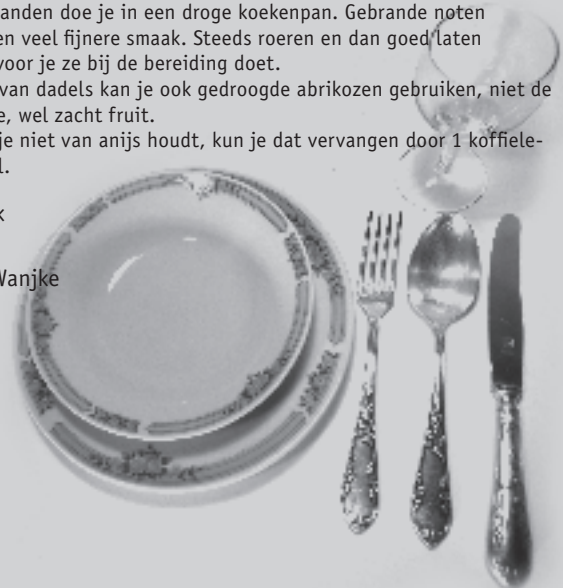 anden doe je in een droge koekenpan. Gebrande noten
en veel fijnere smaak. Steeds roeren en dan goed laten
voor je ze bij de bereiding doet.
van dadels kan je ook gedroogde abrikozen gebruiken, niet de
e, wel zacht fruit.
je niet van anijs houdt, kun je dat vervangen door 1 koffiele-
l.
k
Wanjke